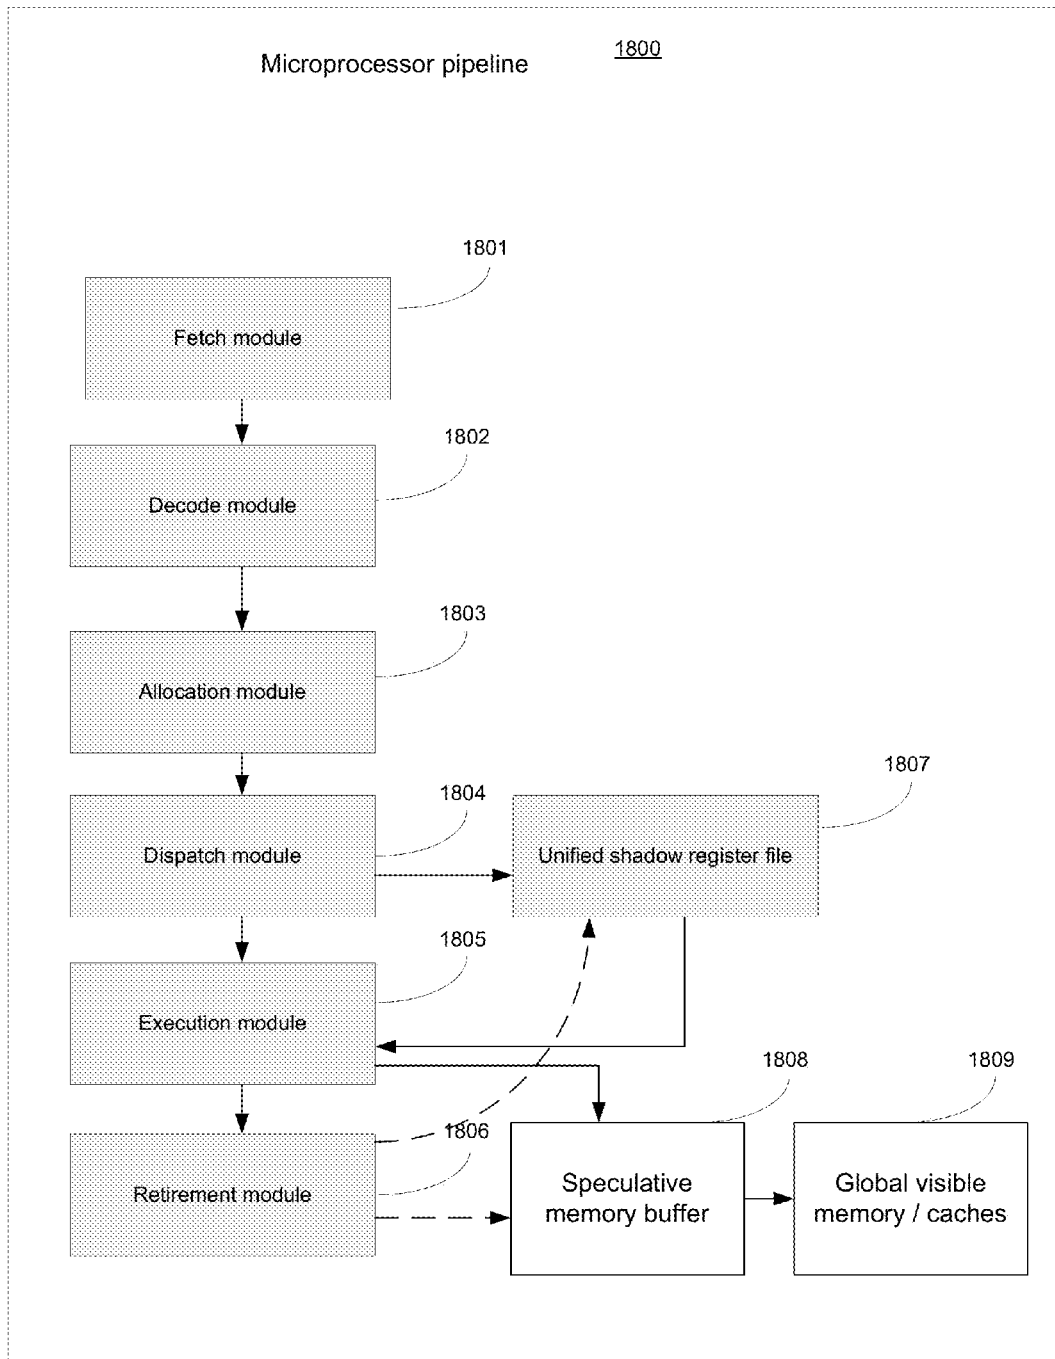 Microprocessor pipeline
1800
1801
Fetch module
1802
Decode module
1803
Allocation module
1804
Dispatch module
1807
Unified shadow register file
1805
Execution module
1806
Retirement module
1808
Speculative
memory buffer
1809
Global visible
memory / caches